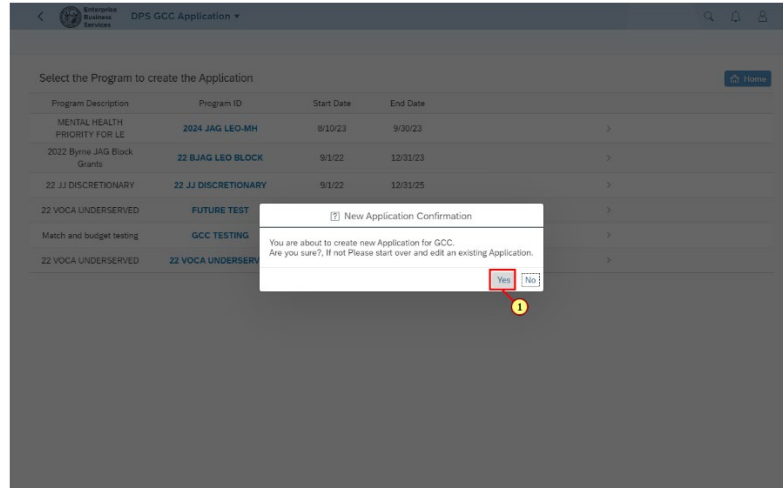 Enterprise
Business
Services
DPS GCC Application
Select the Program to create the Application
Home
Program Description Program ID Start Date End Date
MENTAL HEALTH
PRIORITY FOR LE
2024 JAG LEO-MH 8/10/23 9/30/23
2022 Byrne JAG Block
Grants
22 BJAG LEO BLOCK 9/1/22 12/31/23
22 JJ DISCRETIONARY 22 JJ DISCRETIONARY 9/1/22 12/31/25
22 VOCA UNDERSERVED FUTURE TEST
Match and budget testing GCC TESTING
22 VOCA UNDERSERVED 22 VOCA UNDERSERV
New Application Confirmation
You are about to create new Application for GCC.
Are you sure?, If not Please start over and edit an existing Application.
Yes No
1